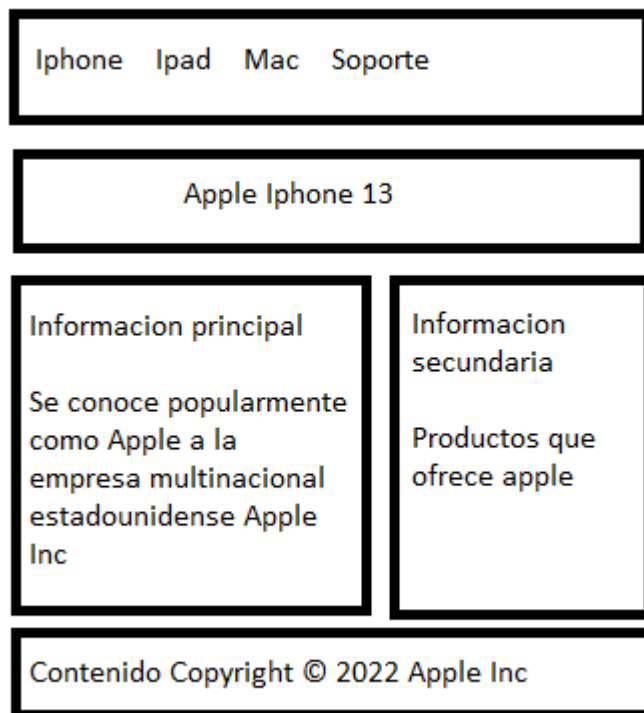 Iphone Ipad Mac Soporte
Apple Iphone 13
Informacion principal
Se conoce popularmente
como Apple a la
empresa multinacional
estadounidense Apple
Inc
Informacion
secundaria
Productos que
ofrece apple
Contenido Copyright © 2022 Apple Inc